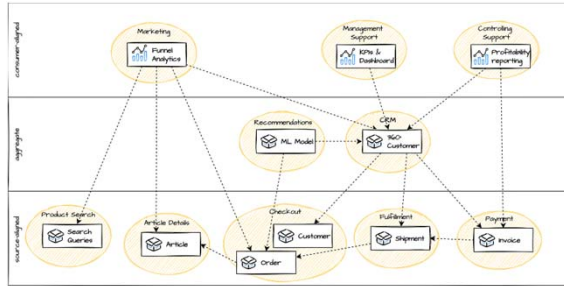 consumer-aligned
Marketing
Funnel
Analytics
Management
Support
KPIs &
Dashboard
Controlling
Support
Profitability
reporting
aggregate
Recommendations
ML Model
CRM
360
Customer
source-aligned
Product Search
Search
Queries
Article Details
Article
Checkout
Customer
Order
Fulfillment
Shipment
Payment
Invoice